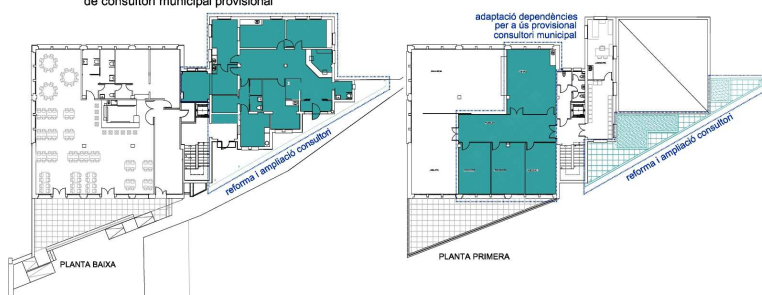 de consultori municipal provisional
adaptació dependències
per a ús provisional
consultori municipal
reforma i ampliació consultori
reforma i ampliació consultori
PLANTA BAIXA
PLANTA PRIMERA